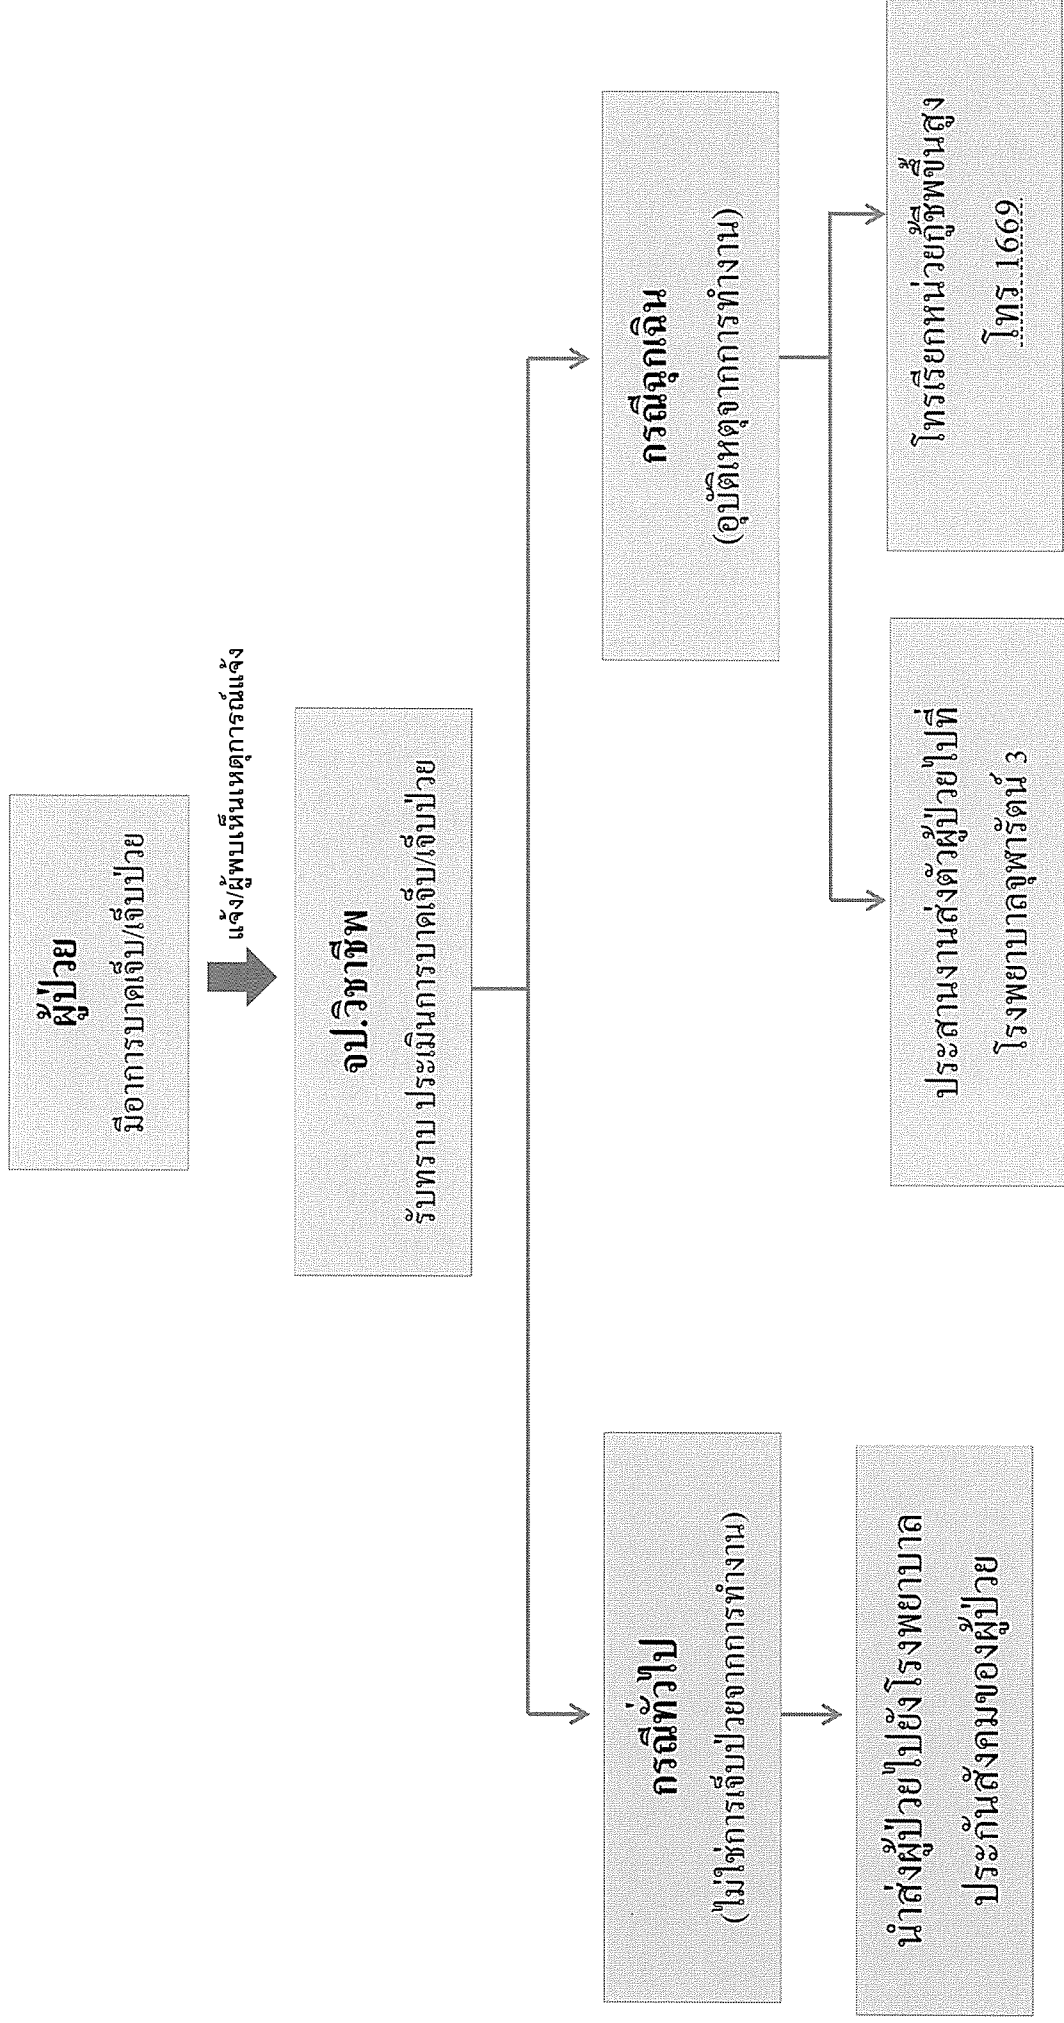 ผู้ป่วย
มีอาการบาดเจ็บ/เจ็บป่วย
แจ้ง/ผู้พบเห็นเหตุการณ์แจ้ง
จป.วิชาชีพ
รับทราบ ประเมินการบาดเจ็บ/เจ็บป่วย
กรณีทั่วไป
(ไม่ใช่การเจ็บป่วยจากการทำงาน)
นำส่งผู้ป่วยไปยังโรงพยาบาล
ประกันสังคมของผู้ป่วย
กรณีฉุกเฉิน
(อุบัติเหตุจากการทำงาน)
ประสานงานส่งตัวผู้ป่วยไปที่
โรงพยาบาลจุฬารัตน์ 3
โทรเรียกหน่วยกู้ชีพขั้นสูง
โทร 1669